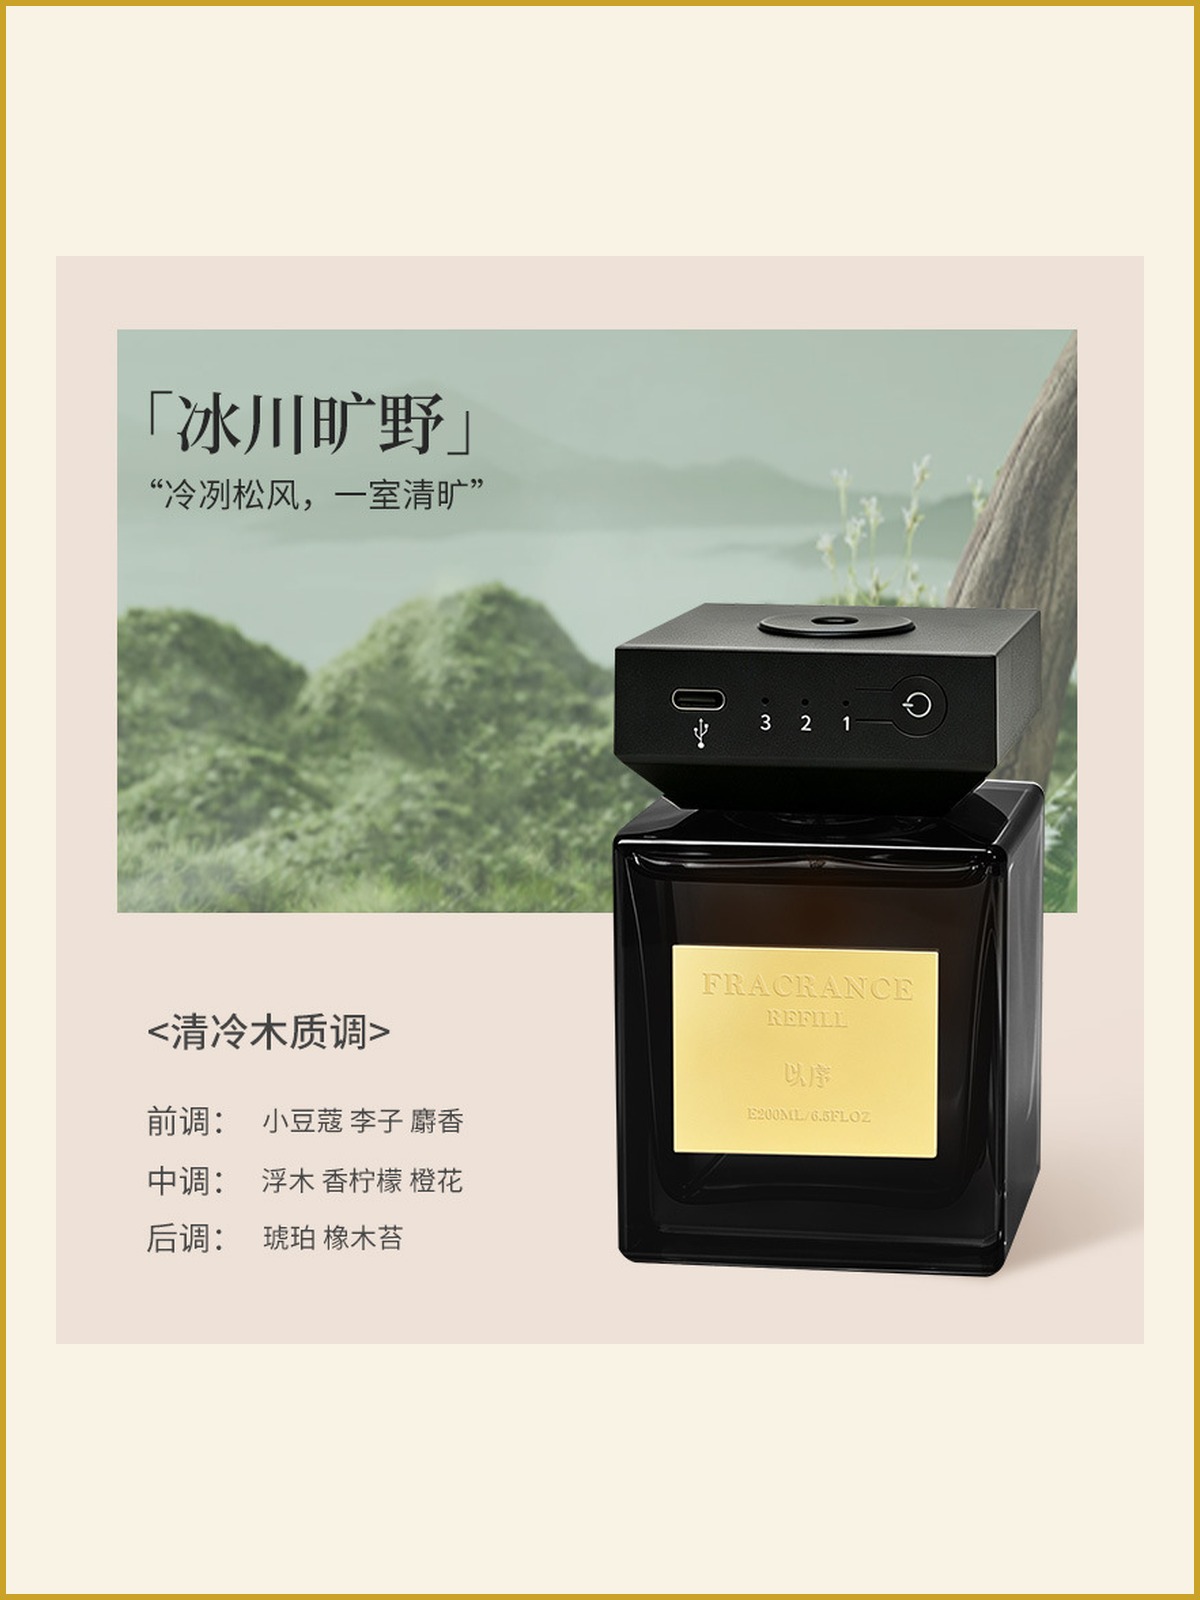 「冰川旷野」
“冷冽松风，一室清旷”
3 2 1
FRAGRANCE
REFILL
以序
E200ML/6.5FLOZ
<清冷木质调>
前调： 小豆蔻 李子 麝香
中调： 浮木 香柠檬 橙花
后调： 琥珀 橡木苔